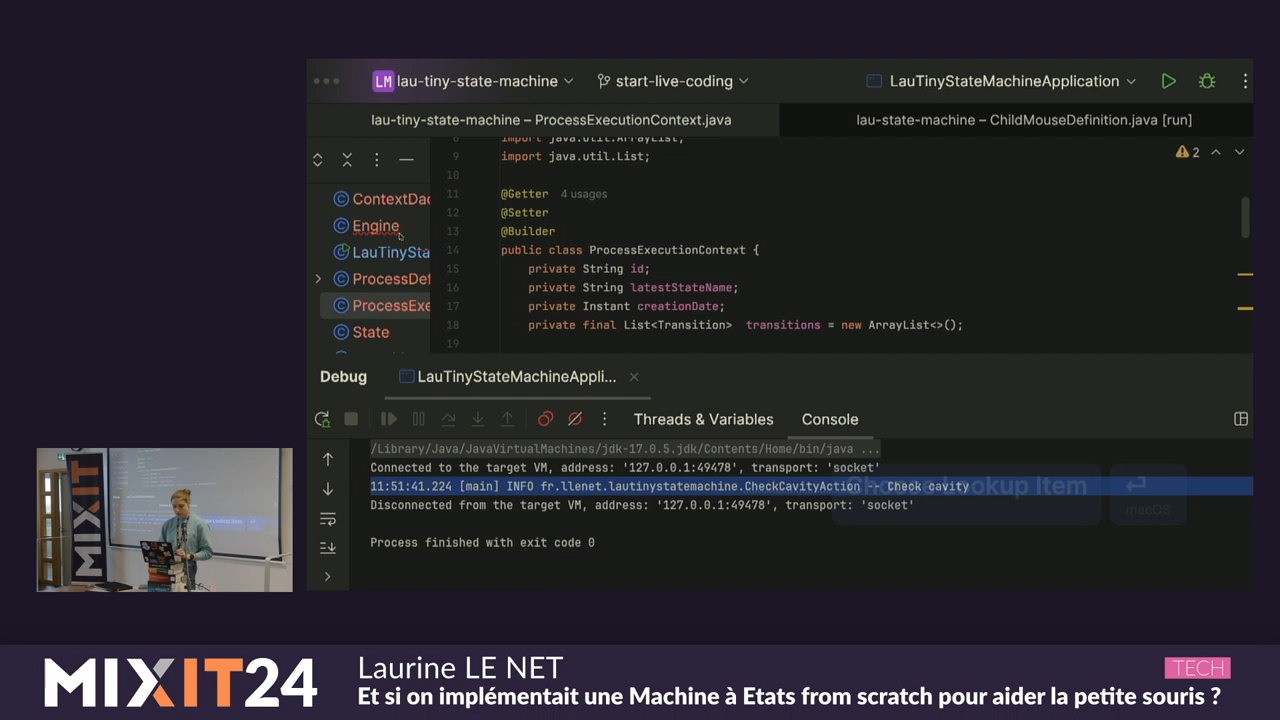 LM lau-tiny-state-machine start-live-coding LauTinyStateMachineApplication
lau-tiny-state-machine – ProcessExecutionContext.java lau-state-machine – ChildMouseDefinition.java [run]
8 import java.util.ArrayList;
9 import java.util.List;
2
10
11 @Getter 4 usages
12 @Setter
13 @Builder
14 public class ProcessExecutionContext {
15 private String id;
16 private String latestStateName;
17 private Instant creationDate;
18 private final List<Transition> transitions = new ArrayList<>();
19
ContextDao
Engine
LauTinySta
ProcessDef
ProcessExe
State
Debug LauTinyStateMachineAppli...
Threads & Variables Console
/Library/Java/JavaVirtualMachines/jdk-17.0.5.jdk/Contents/Home/bin/java ...
Connected to the target VM, address: '127.0.0.1:49478', transport: 'socket'
11:51:41.224 [main] INFO fr.llenet.lautinystatemachine.CheckCavityAction -- Check cavity
Disconnected from the target VM, address: '127.0.0.1:49478', transport: 'socket'
Process finished with exit code 0
Lookup Item
macOS
MIXIT
MIXIT24
Laurine LE NET
TECH
Et si on implémentait une Machine à Etats from scratch pour aider la petite souris ?